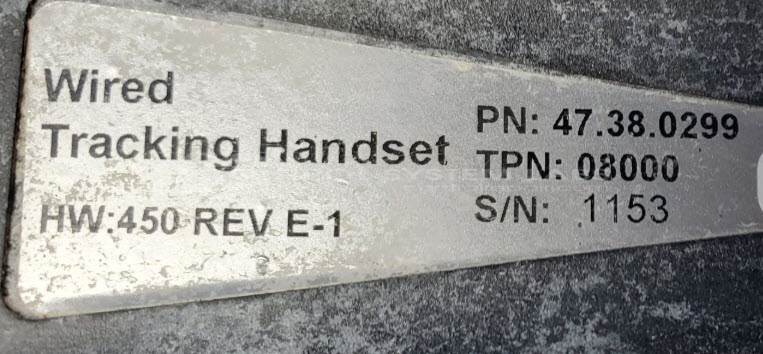 Wired
Tracking Handset
HW:450 REV E-1
PN: 47.38.0299
TPN: 08000
S/N: 1153